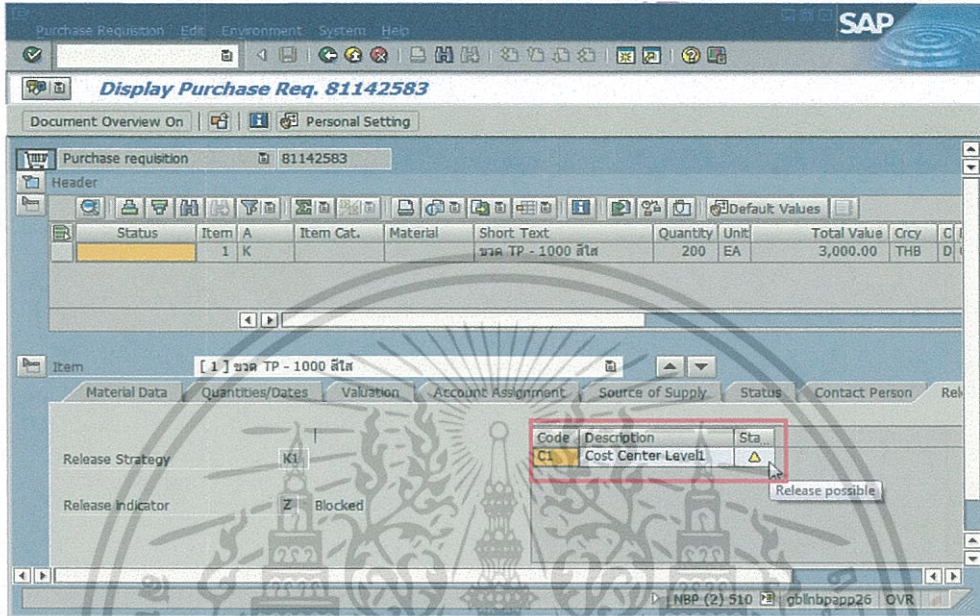 Purchase Requisition Edit Environment System Help
SAP
Display Purchase Req. 81142583
Document Overview On Personal Setting
Purchase requisition 81142583
Header
Default Values
Status Item A Item Cat. Material Short Text Quantity Unit Total Value Crcy C
1 K ขวด TP - 1000 สีใส 200 EA 3,000.00 THB D
Item [ 1 ] ขวด TP - 1000 สีใส
Material Data Quantities/Dates Valuation Account Assignment Source of Supply Status Contact Person Rel
Code Description Sta...
Release Strategy K1 C1 Cost Center Level1
Release possible
Release Indicator Z Blocked
NBP (2) 510 gblnbpapp26 OVR